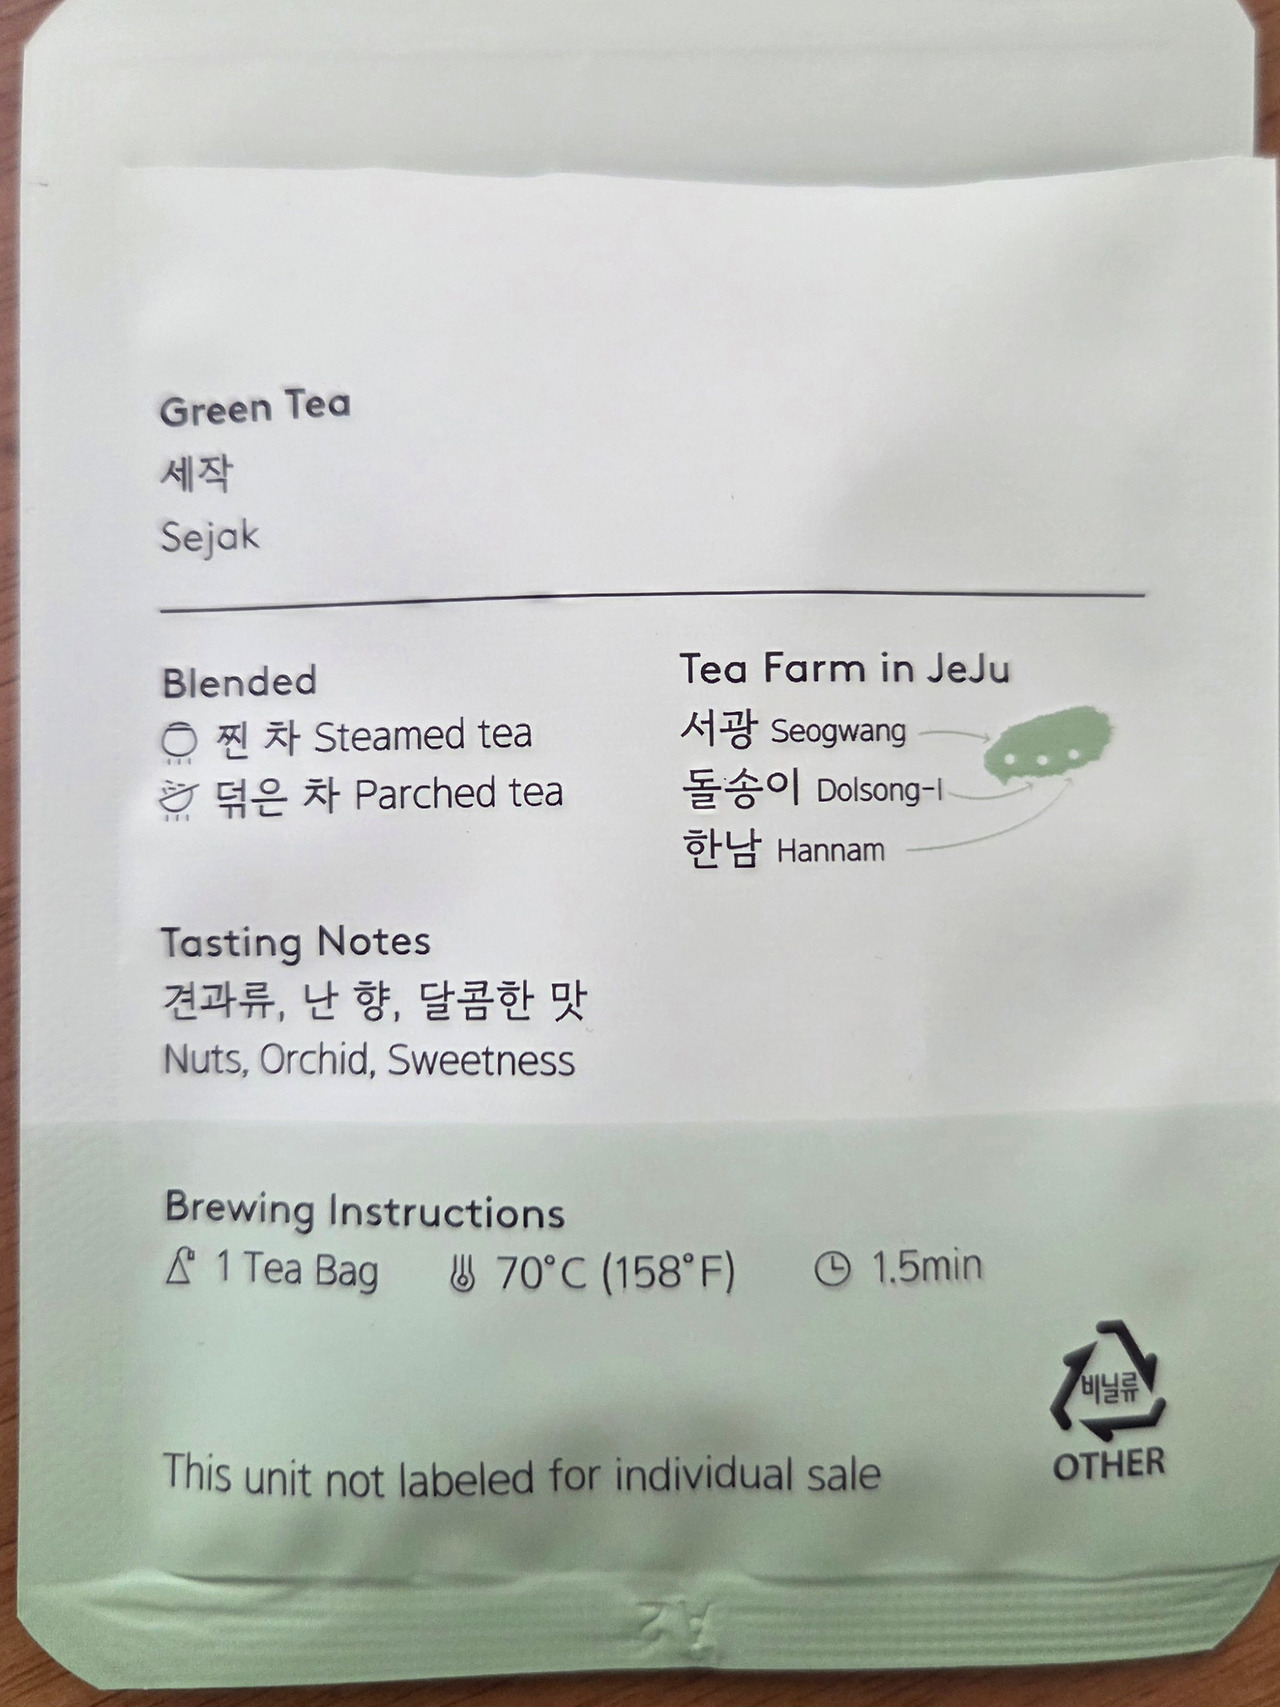 Green Tea
세작
Sejak
Blended
찐 차 Steamed tea
덖은 차 Parched tea
Tea Farm in JeJu
서광 Seogwang
돌송이 Dolsong-I
한남 Hannam
Tasting Notes
견과류, 난 향, 달콤한 맛
Nuts, Orchid, Sweetness
Brewing Instructions
1 Tea Bag 70°C (158°F) 1.5min
비닐류
OTHER
This unit not labeled for individual sale